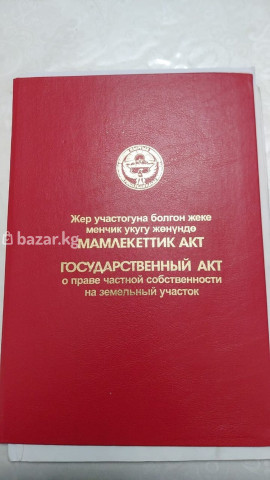 Жер участогуна болгон жеке
менчик укугу жөнүндө
МАМЛЕКЕТТИК АКТ
bazar.kg
ГОСУДАРСТВЕННЫЙ АКТ
о праве частной собственности
на земельный участок